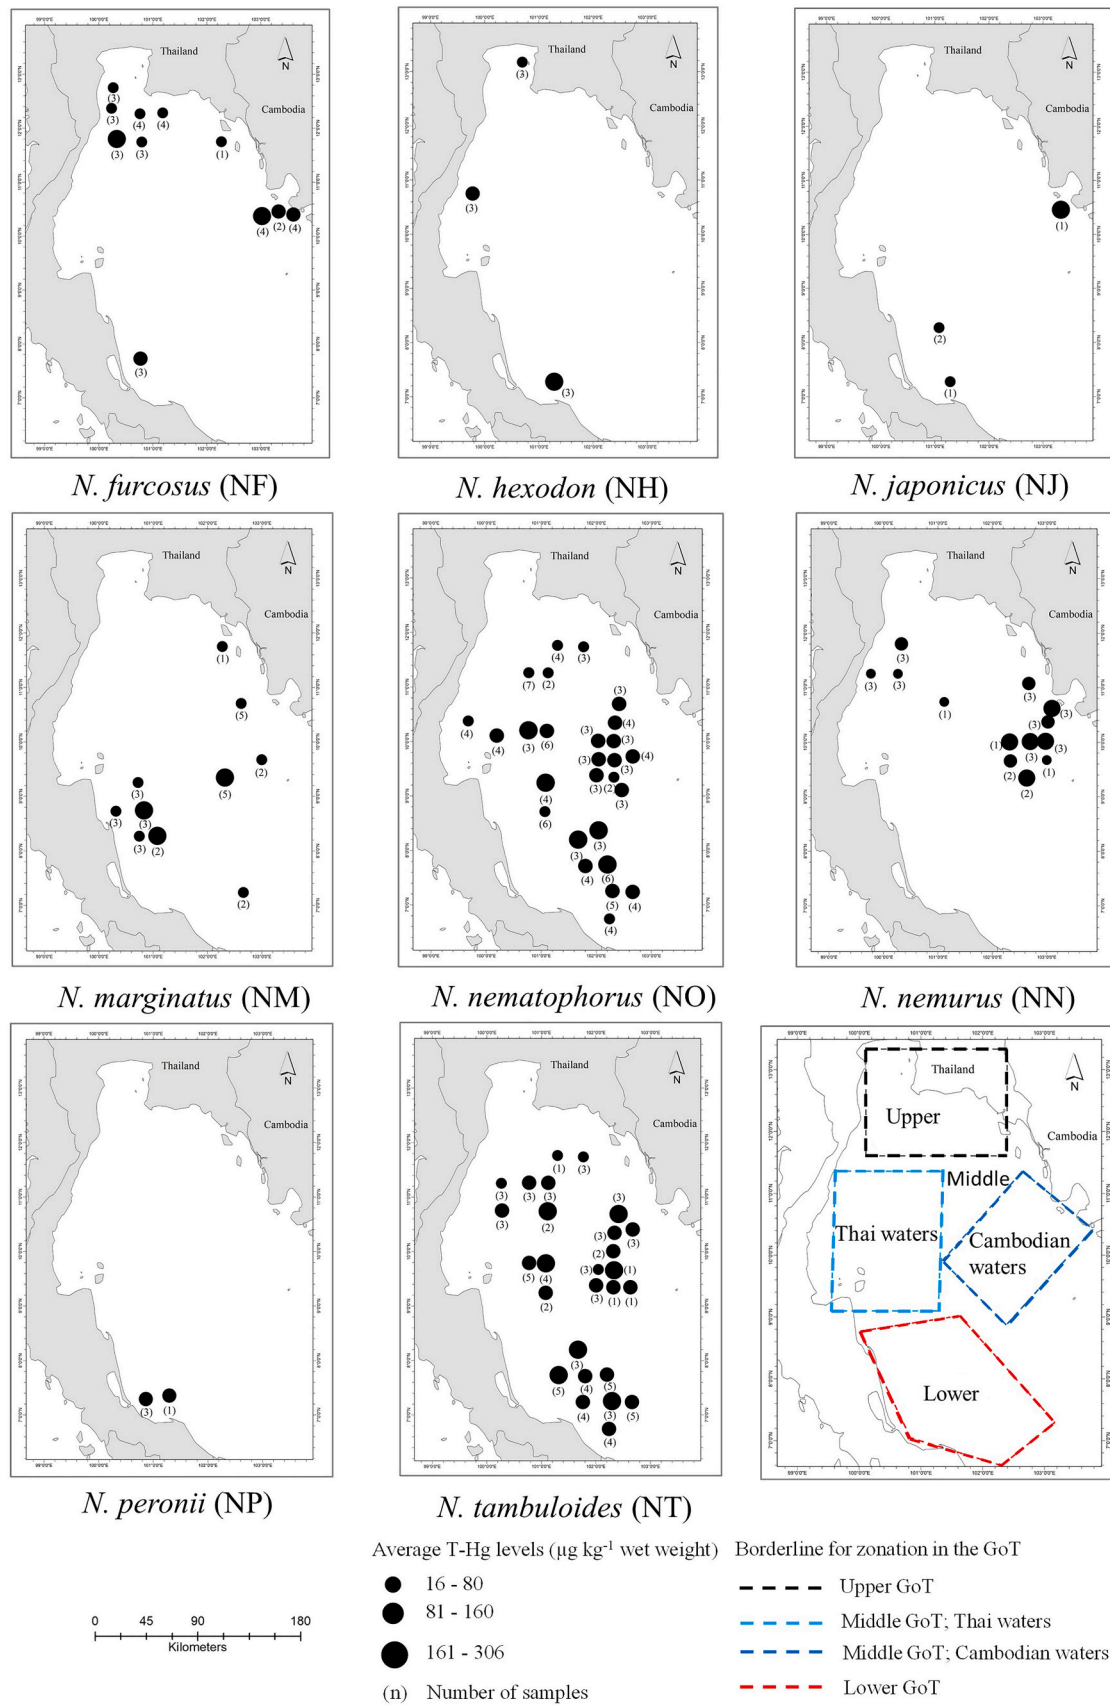 Thailand
N
Cambodia
(3)
(3)
(4)
(4)
(3)
(3)
(1)
(4)
(2)
(4)
(3)
N. furcosus (NF)
Thailand
N
Cambodia
(3)
(3)
(3)
N. hexodon (NH)
Thailand
N
Cambodia
(1)
(2)
(1)
N. japonicus (NJ)
Thailand
N
Cambodia
(1)
(5)
(2)
(5)
(3)
(3)
(3)
(3)
(2)
(2)
N. marginatus (NM)
Thailand
N
Cambodia
(4)
(3)
(7)
(2)
(3)
(4)
(4)
(4)
(3)
(6)
(3)
(3)
(4)
(3)
(3)
(4)
(3)
(2)
(3)
(6)
(3)
(3)
(4)
(6)
(5)
(4)
(4)
N. nematophorus (NO)
Thailand
N
Cambodia
(3)
(3)
(3)
(3)
(1)
(3)
(3)
(1)
(3)
(3)
(2)
(1)
(2)
N. nemurus (NN)
Thailand
N
Cambodia
(3)
(1)
N. peronii (NP)
Thailand
N
Cambodia
(1)
(3)
(3)
(3)
(3)
(3)
(2)
(3)
(3)
(3)
(2)
(5)
(4)
(3)
(1)
(2)
(3)
(1)
(1)
(3)
(5)
(4)
(5)
(4)
(3)
(5)
(4)
N. tambuloides (NT)
Thailand
N
Upper
Cambodia
Middle
Thai waters
Cambodian
waters
Lower
Average T-Hg levels (µg kg⁻¹ wet weight)
16 - 80
81 - 160
161 - 306
(n) Number of samples
Borderline for zonation in the GoT
Upper GoT
Middle GoT; Thai waters
Middle GoT; Cambodian waters
Lower GoT
0 45 90 180
Kilometers